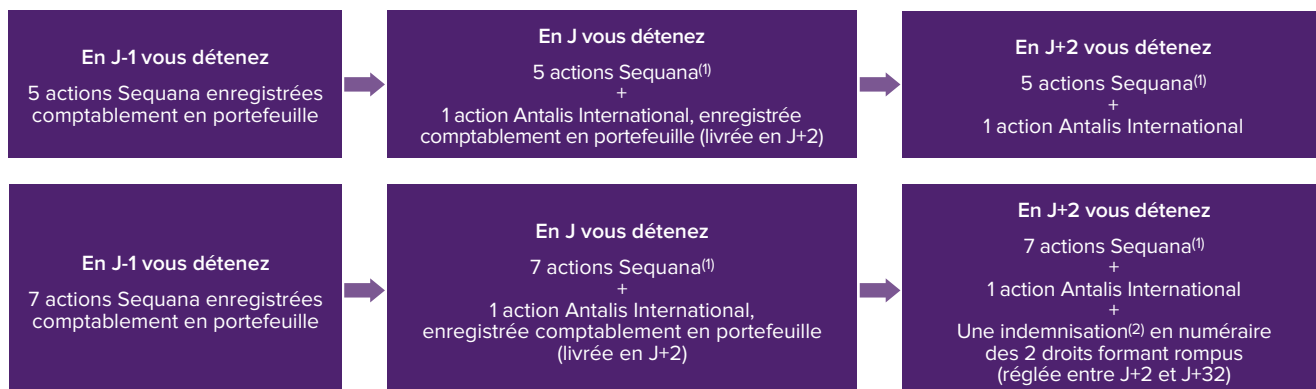 En J-1 vous détenez
5 actions Sequana enregistrées
comptablement en portefeuille
En J vous détenez
5 actions Sequana(1)
+
1 action Antalis International, enregistrée
comptablement en portefeuille (livrée en J+2)
En J+2 vous détenez
5 actions Sequana(1)
+
1 action Antalis International
En J-1 vous détenez
7 actions Sequana enregistrées
comptablement en portefeuille
En J vous détenez
7 actions Sequana(1)
+
1 action Antalis International,
enregistrée comptablement en portefeuille
(livrée en J+2)
En J+2 vous détenez
7 actions Sequana(1)
+
1 action Antalis International
+
Une indemnisation(2) en numéraire
des 2 droits formant rompus
(réglée entre J+2 et J+32)